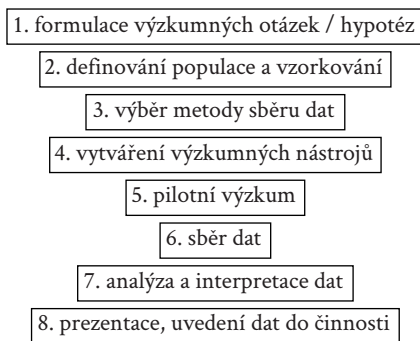 1. formulace výzkumných otázek / hypotéz
2. definování populace a vzorkování
3. výběr metody sběru dat
4. vytváření výzkumných nástrojů
5. pilotní výzkum
6. sběr dat
7. analýza a interpretace dat
8. prezentace, uvedení dat do činnosti